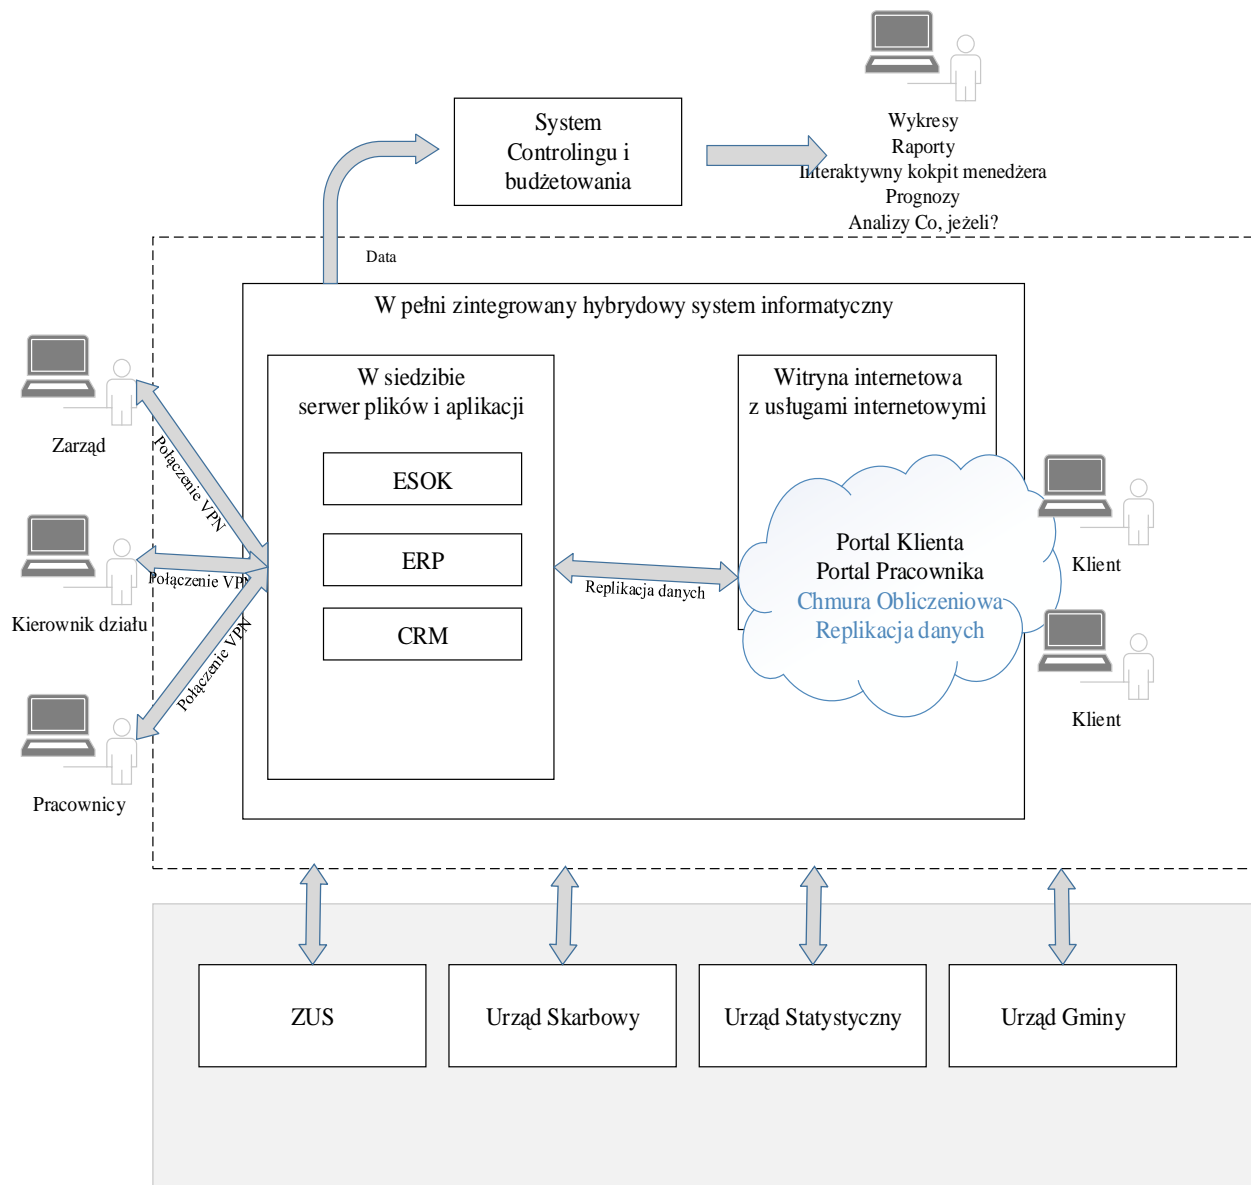 System
Controlingu i
budżetowania
Wykresy
Raporty
Interaktywny kokpit menedżera
Prognozy
Analizy Co, jeżeli?
Data
W pełni zintegrowany hybrydowy system informatyczny
W siedzibie
serwer plików i aplikacji
ESOK
ERP
CRM
Witryna internetowa
z usługami internetowymi
Portal Klienta
Portal Pracownika
Chmura Obliczeniowa
Replikacja danych
Replikacja danych
Zarząd
Połączenie VPN
Kierownik działu
Połączenie VPN
Pracownicy
Połączenie VPN
Klient
Klient
ZUS
Urząd Skarbowy
Urząd Statystyczny
Urząd Gminy